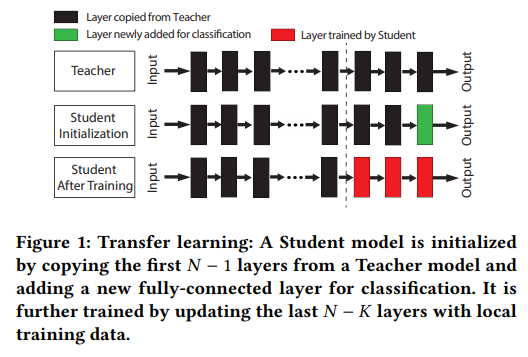 Layer copied from Teacher
Layer newly added for classification
Layer trained by Student
Teacher
Input
Output
Student
Initialization
Input
Output
Student
After Training
Input
Output
Figure 1: Transfer learning: A Student model is initialized
by copying the first N − 1 layers from a Teacher model and
adding a new fully-connected layer for classification. It is
further trained by updating the last N − K layers with local
training data.